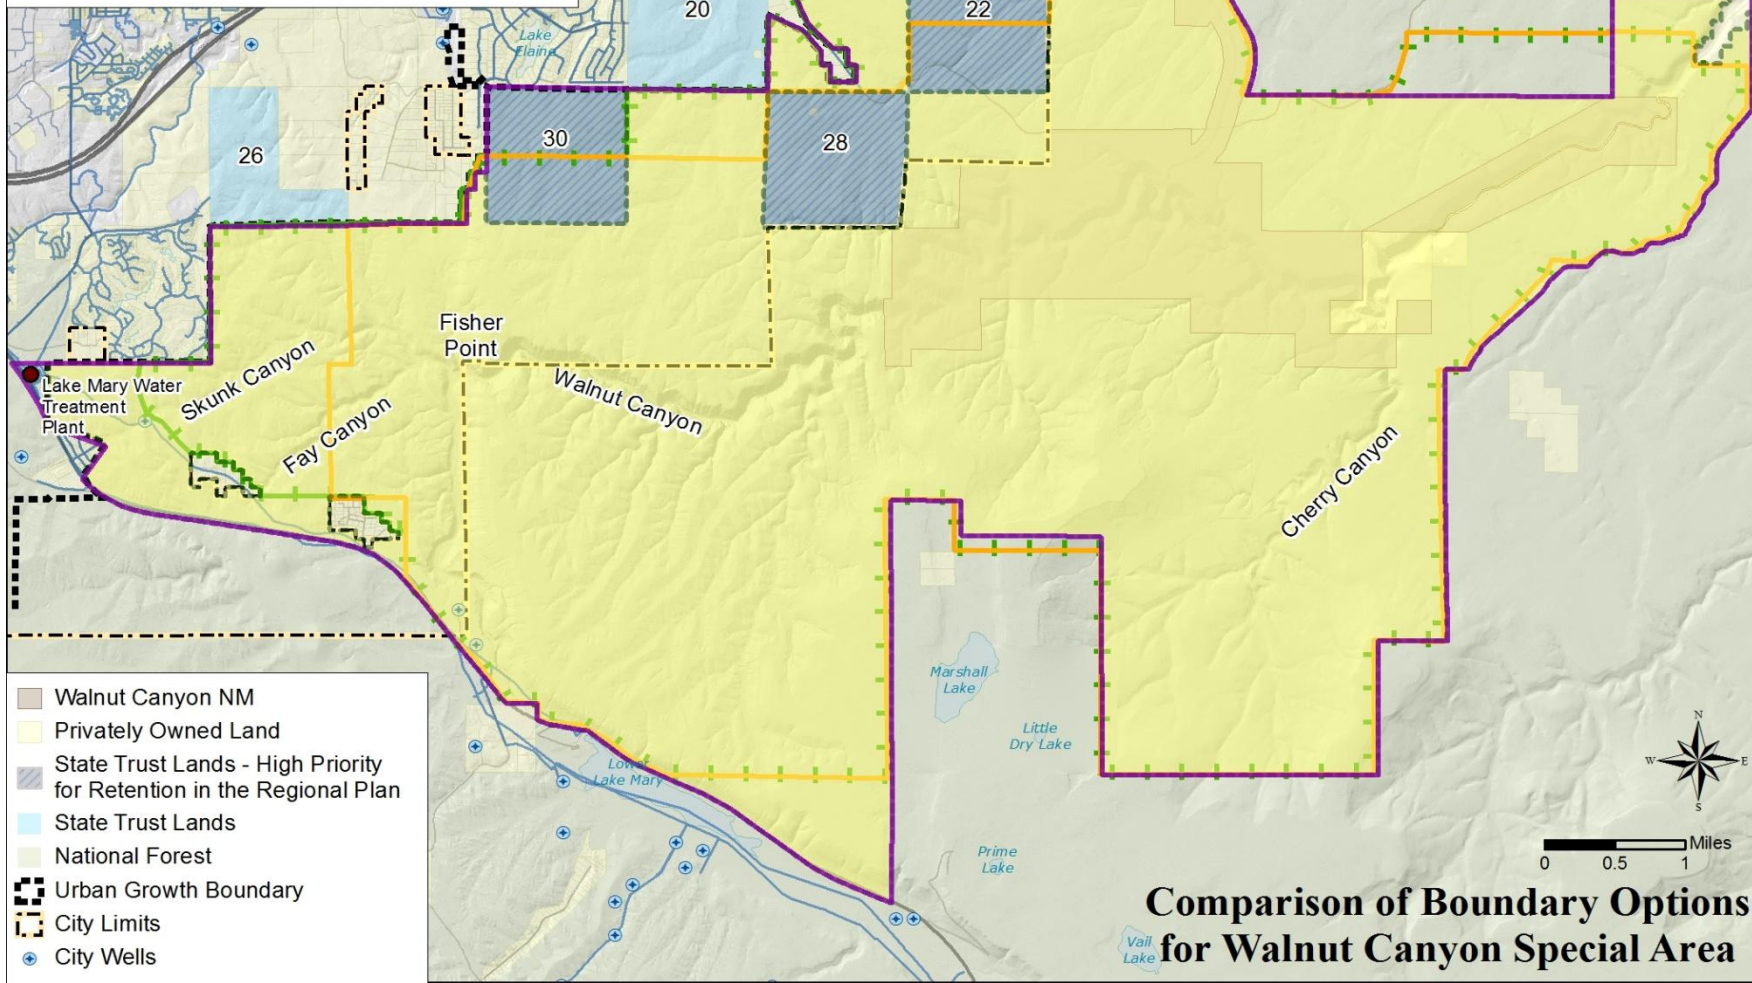 20
22
Lake
Elaine
30
28
26
Fisher
Point
Skunk Canyon
Walnut Canyon
Lake Mary Water
Treatment
Plant
Fay Canyon
Cherry Canyon
Marshall
Lake
Little
Dry Lake
Lower
Lake Mary
Prime
Lake
Vail
Lake
Walnut Canyon NM
Privately Owned Land
State Trust Lands - High Priority
for Retention in the Regional Plan
State Trust Lands
National Forest
Urban Growth Boundary
City Limits
City Wells
N
W E
S
Miles
0 0.5 1
Comparison of Boundary Options
for Walnut Canyon Special Area